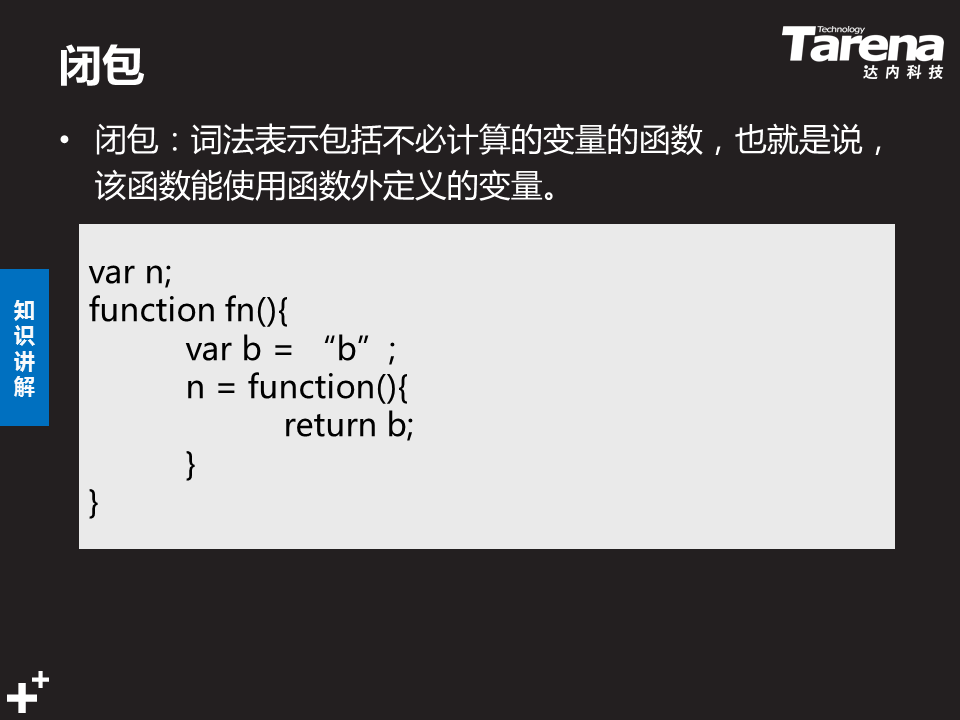 闭包
Technology
Tarena
达内科技
• 闭包：词法表示包括不必计算的变量的函数，也就是说，
该函数能使用函数外定义的变量。
知
识
讲
解
var n;
function fn(){
var b = “b”;
n = function(){
return b;
}
}